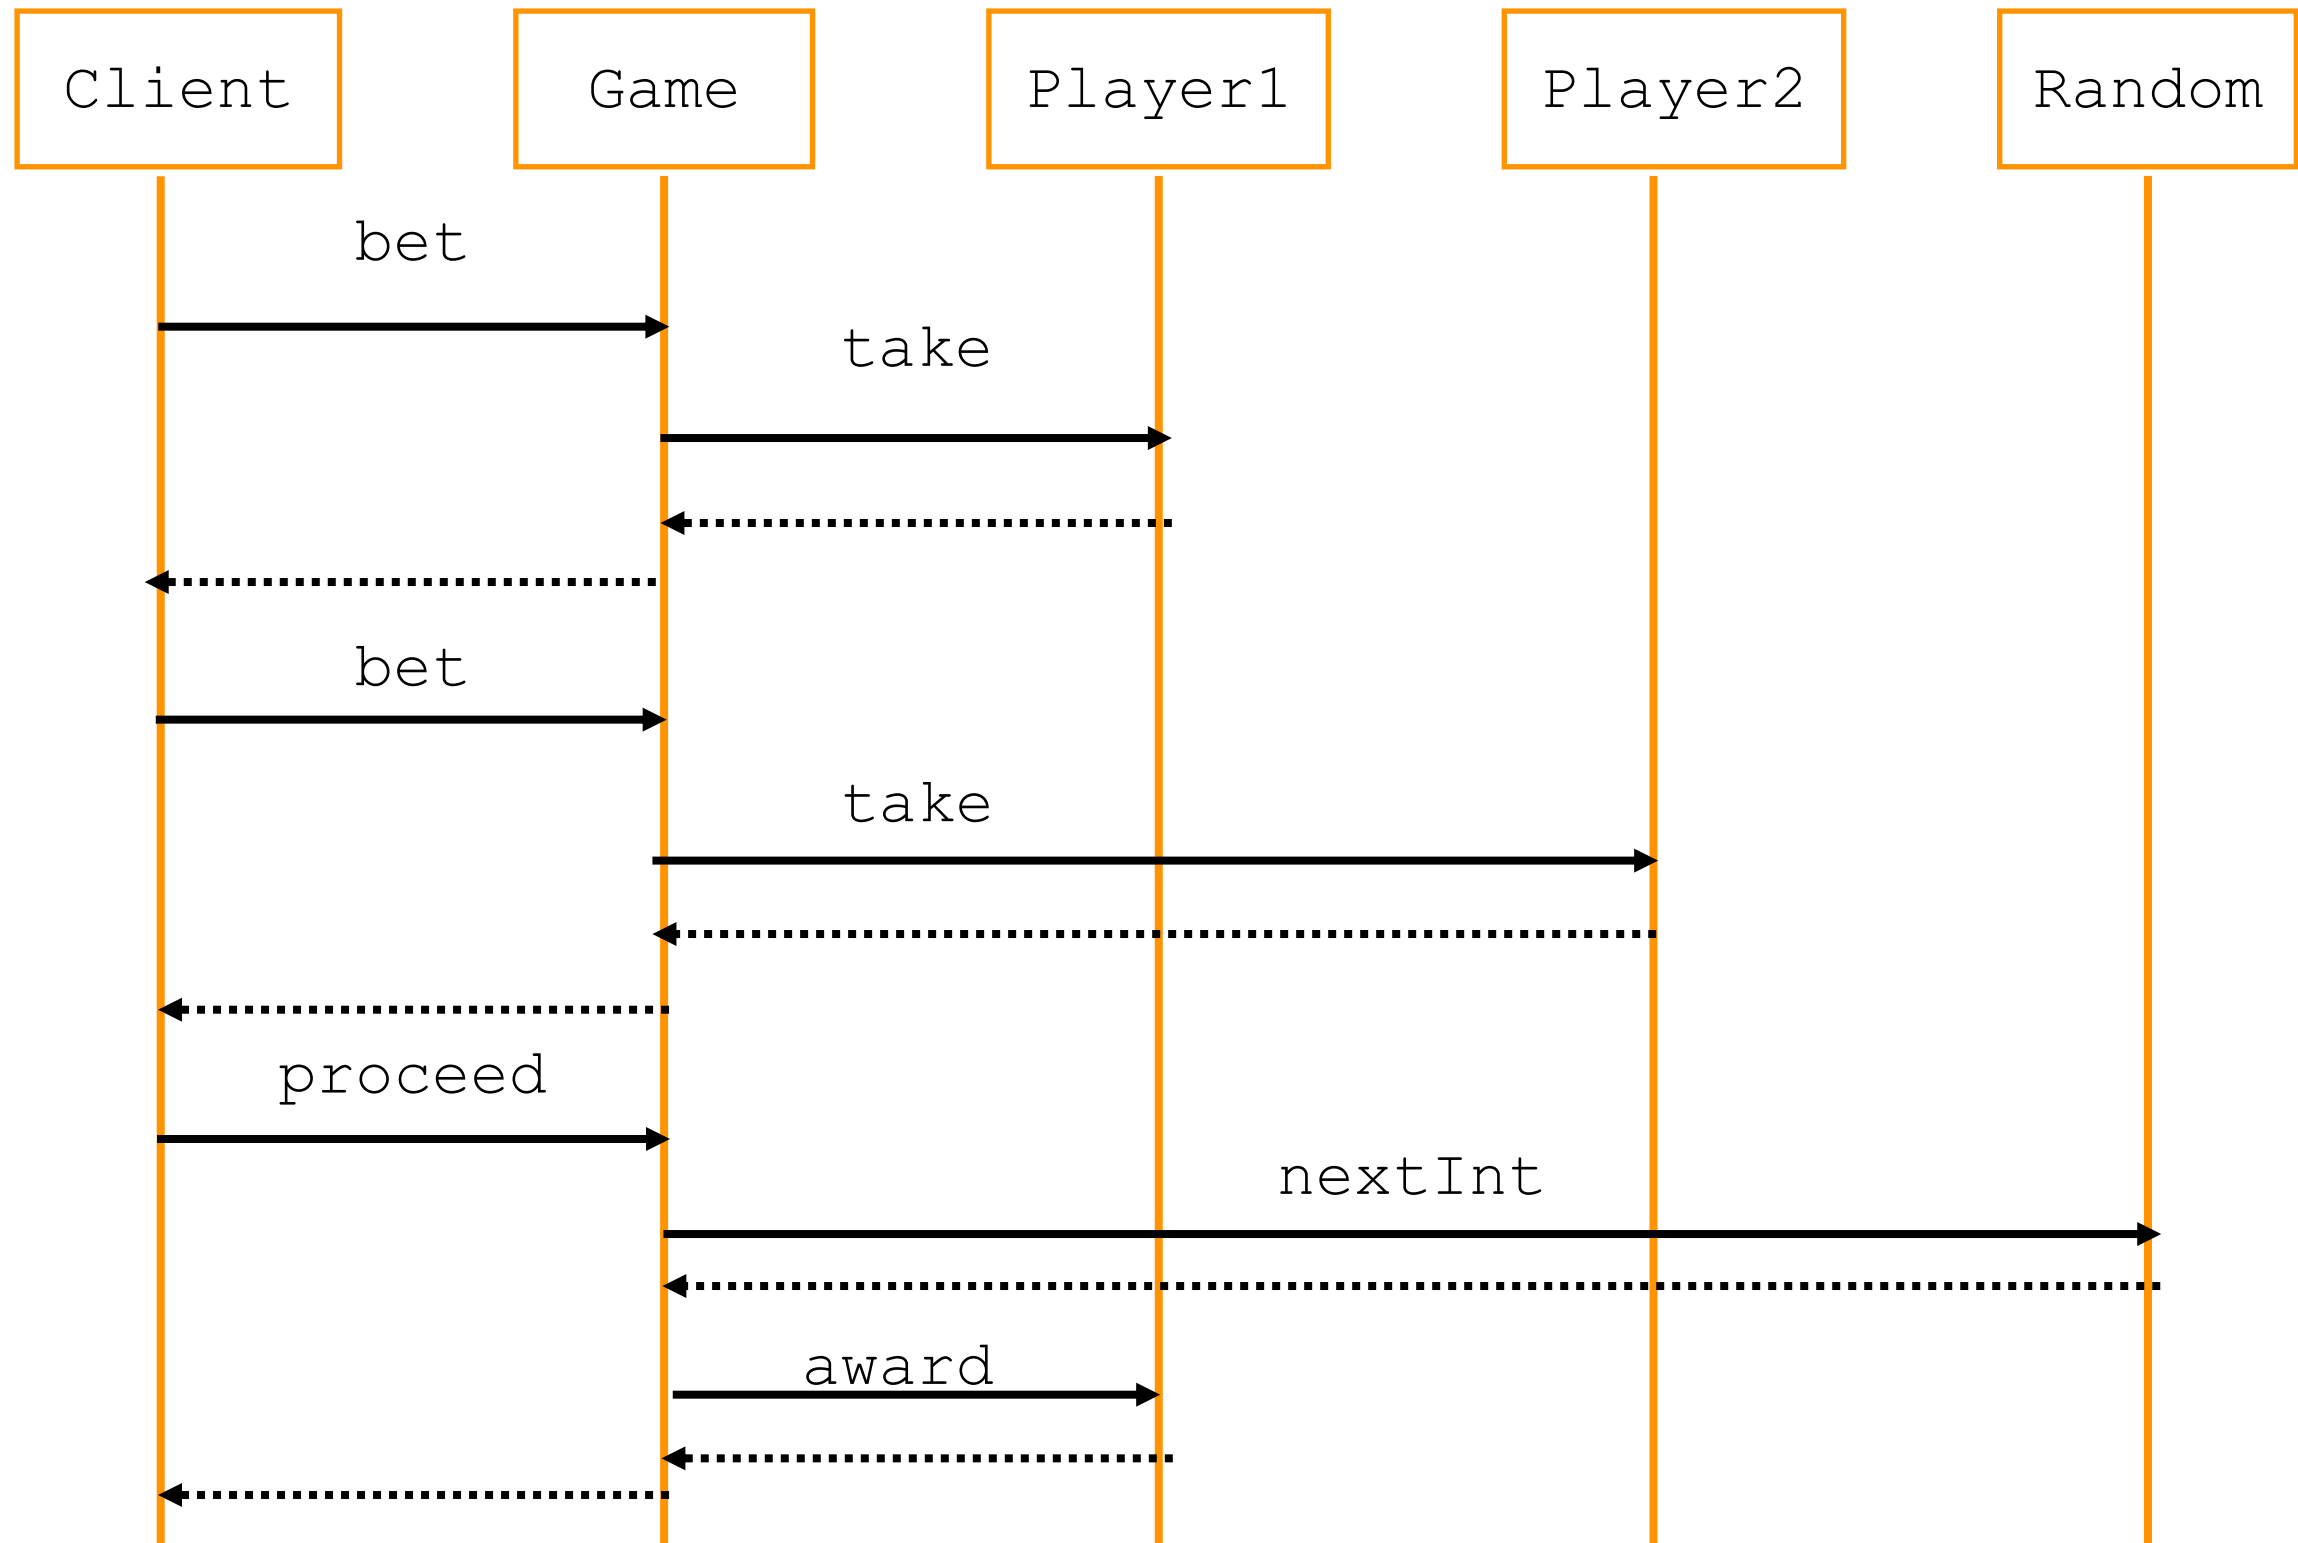 Client
Game
Player1
Player2
Random
bet
take
bet
take
proceed
nextInt
award